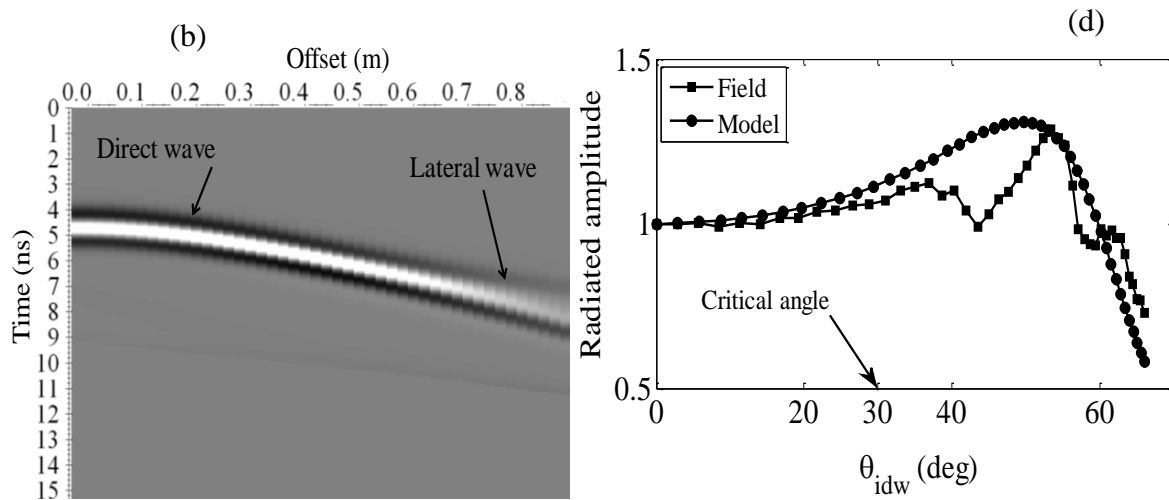 (b)
Offset (m)
0.0 0.1 0.2 0.3 0.4 0.5 0.6 0.7 0.8
Time (ns)
0
1
2
3
4
5
6
7
8
9
10
11
12
13
14
15
Direct wave
Lateral wave
(d)
Radiated amplitude
1.5
1
0.5
Field
Model
Critical angle
0 20 30 40 60
θidw (deg)